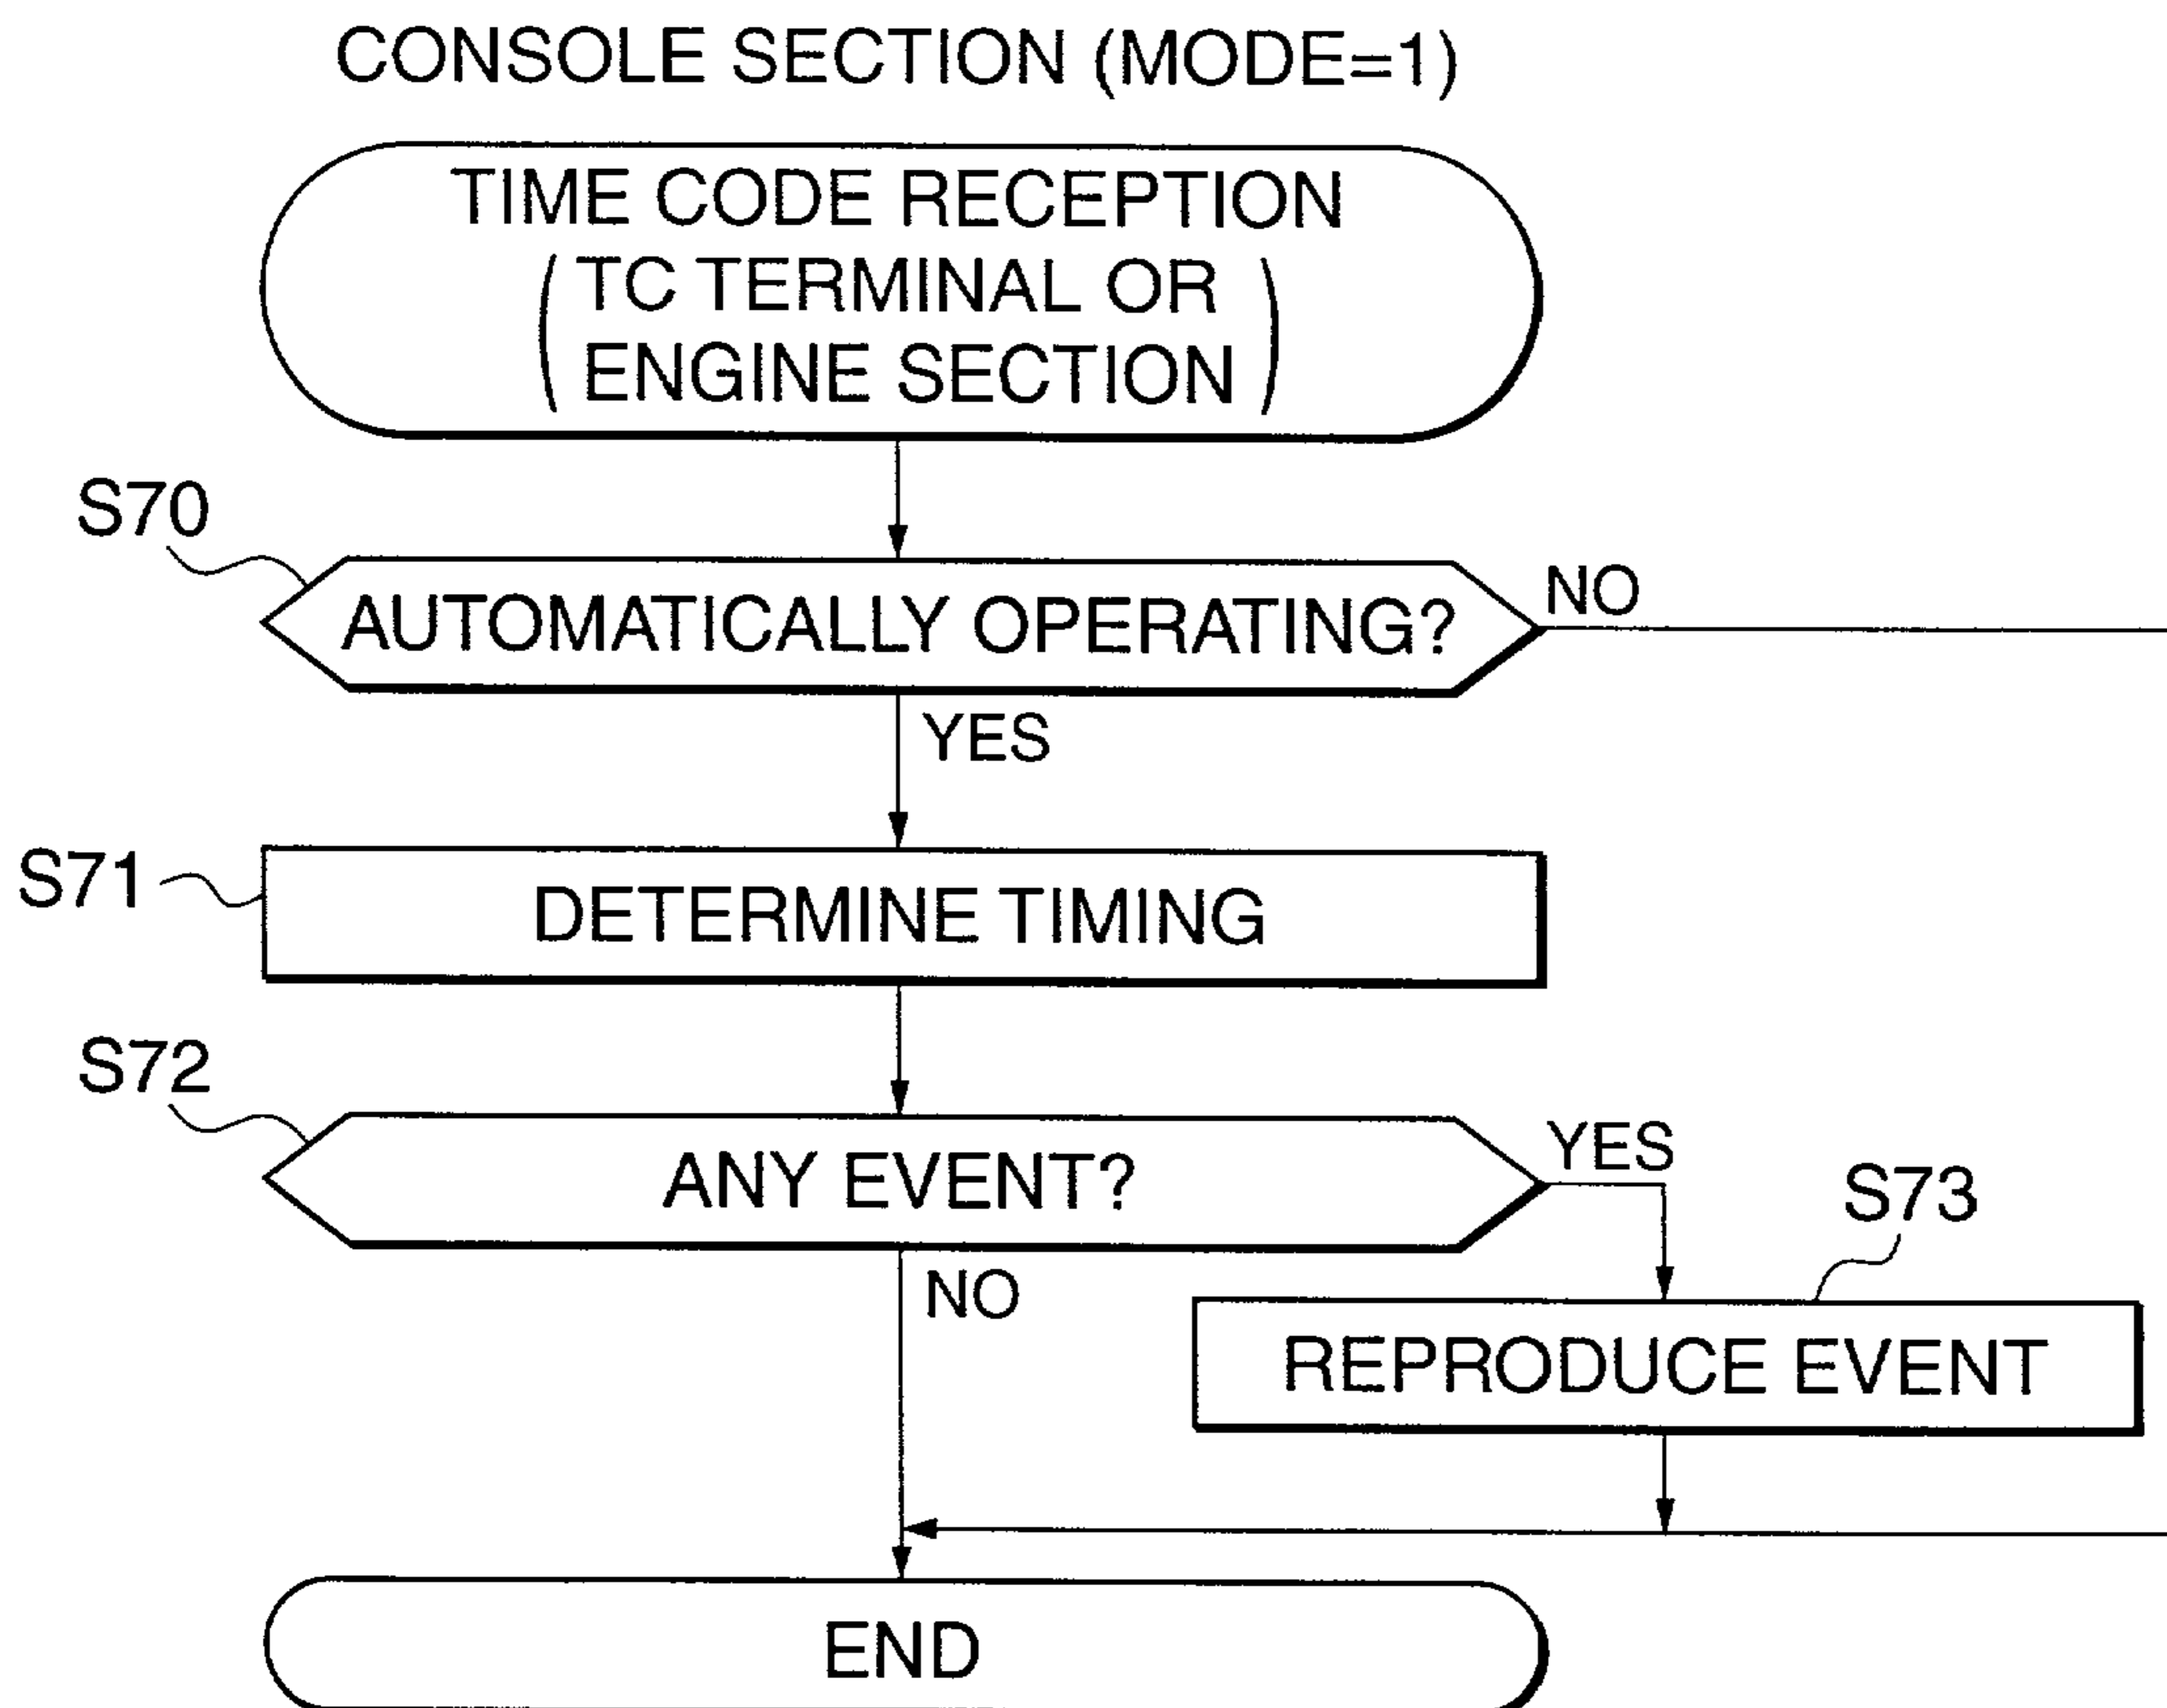 CONSOLE SECTION (MODE=1)
TIME CODE RECEPTION
( TC TERMINAL OR
ENGINE SECTION )
S70
AUTOMATICALLY OPERATING?
NO
YES
S71
DETERMINE TIMING
S72
ANY EVENT?
YES
S73
NO
REPRODUCE EVENT
END